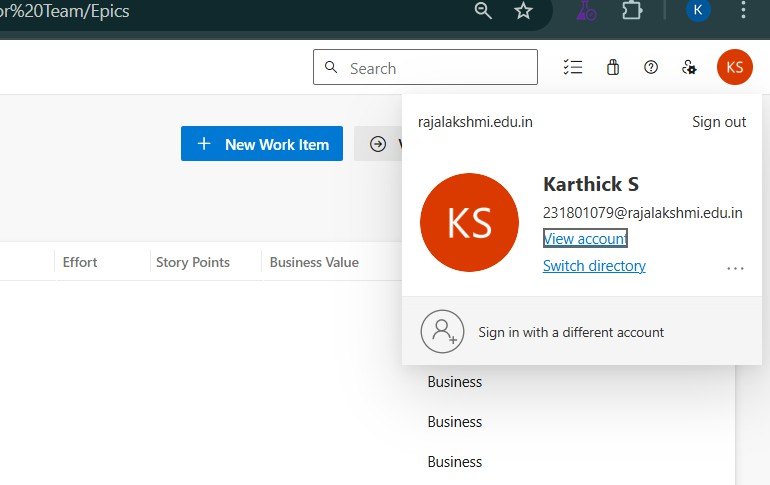 or%20Team/Epics
K
Search
KS
rajalakshmi.edu.in
Sign out
New Work Item
KS
Karthick S
231801079@rajalakshmi.edu.in
View account
Switch directory
Effort
Story Points
Business Value
Sign in with a different account
Business
Business
Business